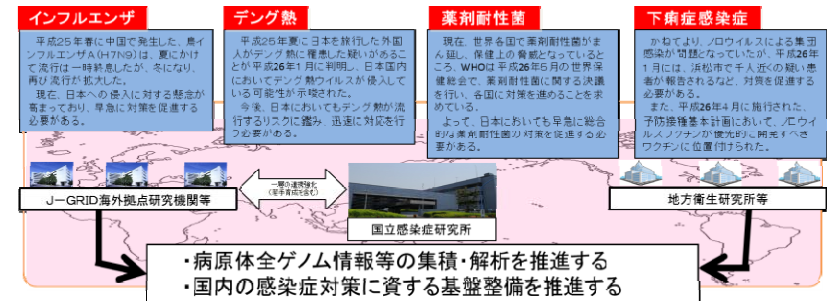 インフルエンザ
平成25年春に中国で発生した、鳥イ
ンフルエンザA(H7N9)は、夏にかけ
て流行は一時終息したが、冬になり、
再び流行が拡大した。
現在、日本への侵入に対する懸念が
高まっており、早急に対策を促進する
必要がある。
デング熱
平成25年夏に日本を旅行した外国
人がデング熱に罹患した疑いがあるこ
とが平成26年1月に判明し、日本国内
においてデング熱ウイルスが侵入してい
る可能性が示唆された。
今後、日本においてもデング熱が流
行するリスクに鑑み、迅速に対応を行
う必要がある。
薬剤耐性菌
現在、世界各国で薬剤耐性菌がま
ん延し、保健上の脅威となっているとこ
ろ、WHOは平成26年5月の世界保
健総会で、薬剤耐性菌に関する決議
を行い、各国に対策を進めることを求
めている。
よって、日本においても早急に総合
的な薬剤耐性菌の対策を促進する必
要がある。
下痢症感染症
かねてより、ノロウイルスによる集団
感染が問題となっていたが、平成26年
1月には、浜松市で千人近くの疑い患
者が報告されるなど、対策を促進する
必要がある。
また、平成26年4月に施行された、
予防接種基本計画において、ノロウイ
ルスワクチンが優先的に開発すべき
ワクチンに位置付けられた。
J-GRID海外拠点研究機関等
一層の連携強化
(若手育成を含む)
国立感染症研究所
地方衛生研究所等
・病原体全ゲノム情報等の集積・解析を推進する
・国内の感染症対策に資する基盤整備を推進する